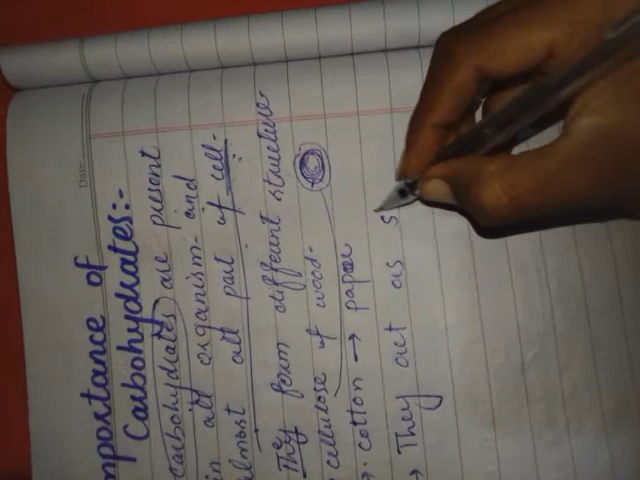 DATE:
mportance of
Carbohydrates:-
carbohydrates are present
in all organism- and
almost all part of cell-
They form different structure-
cellulose of wood-
cotton → paper
→ They act as s